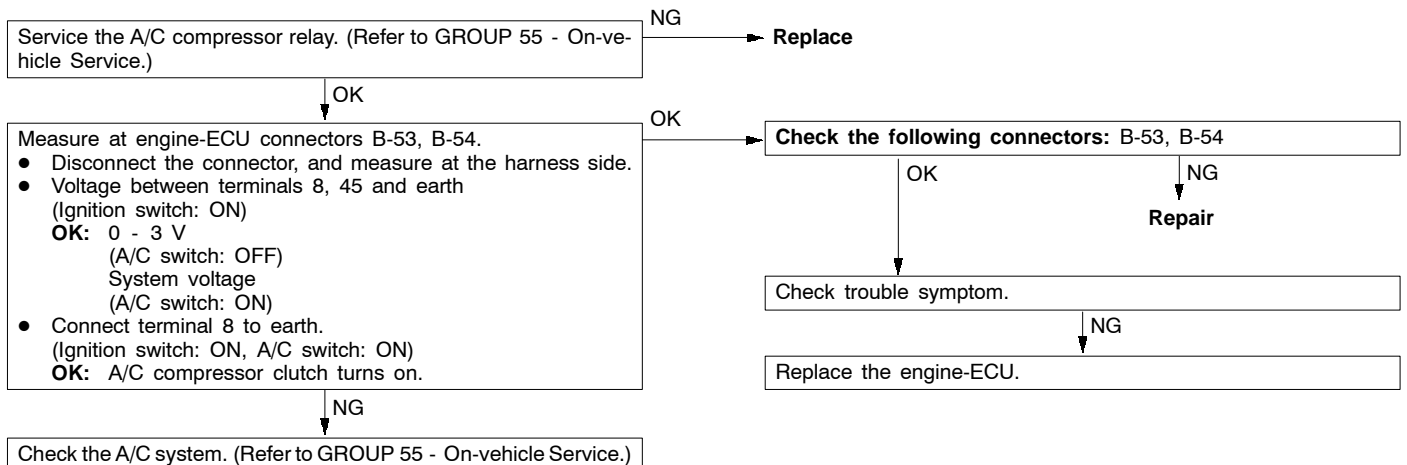 Service the A/C compressor relay. (Refer to GROUP 55 - On-ve-
hicle Service.)
NG
Replace
OK
Measure at engine-ECU connectors B-53, B-54.
● Disconnect the connector, and measure at the harness side.
● Voltage between terminals 8, 45 and earth
(Ignition switch: ON)
OK: 0 - 3 V
(A/C switch: OFF)
System voltage
(A/C switch: ON)
● Connect terminal 8 to earth.
(Ignition switch: ON, A/C switch: ON)
OK: A/C compressor clutch turns on.
OK
Check the following connectors: B-53, B-54
OK
NG
Repair
Check trouble symptom.
NG
Replace the engine-ECU.
NG
Check the A/C system. (Refer to GROUP 55 - On-vehicle Service.)